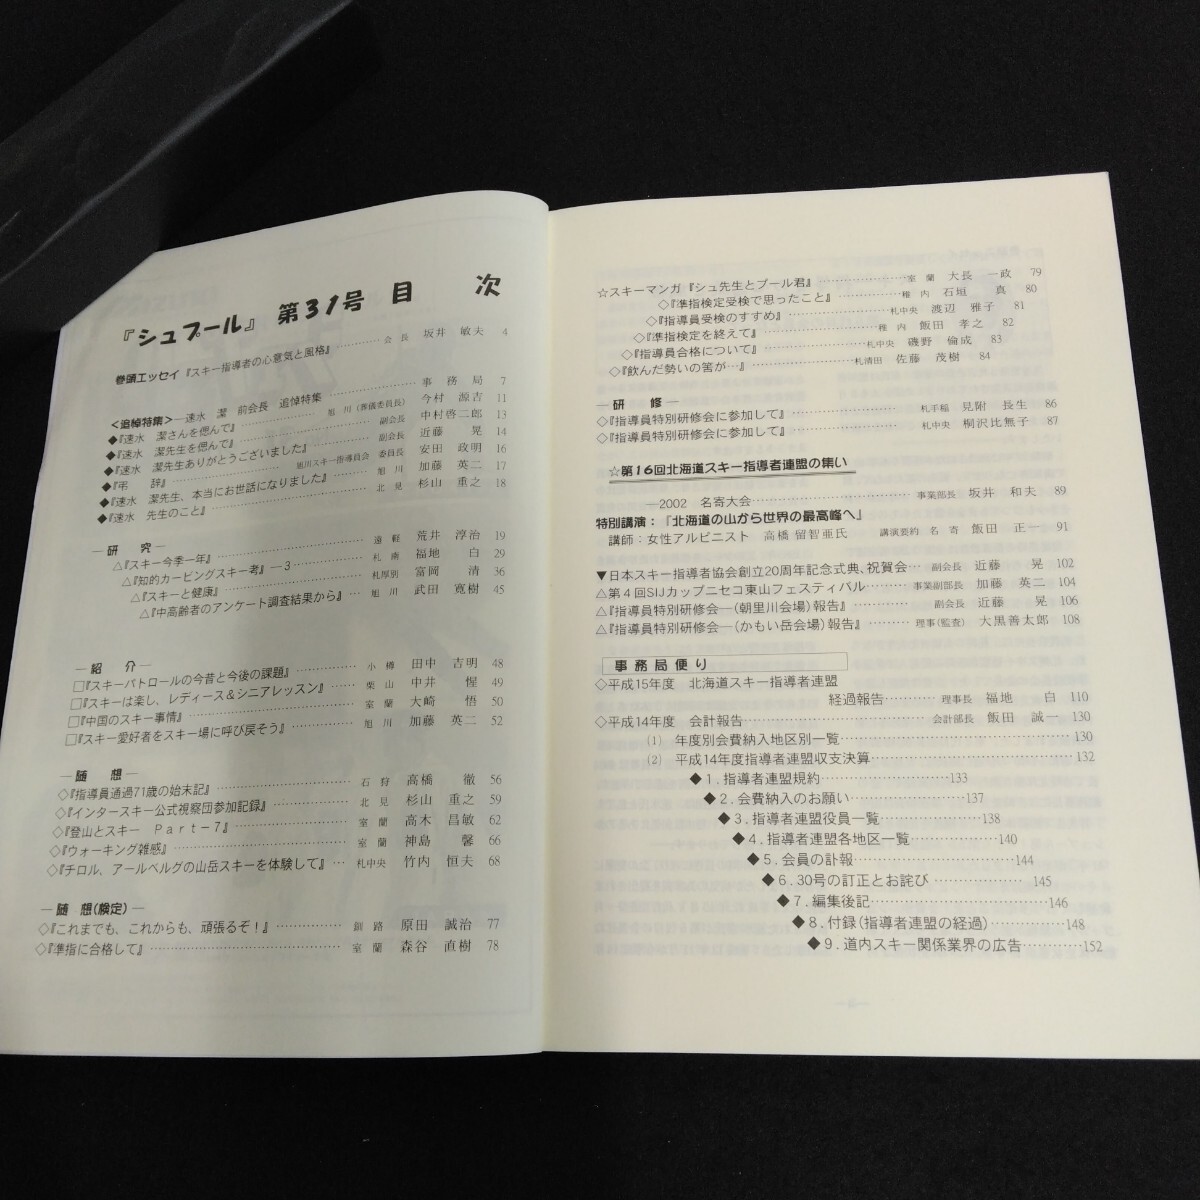 『シュプール』 第31号 目 次
巻頭エッセイ『スキー指導者の心意気と風格』………… 会長 坂井 敏夫 4
<追悼特集>―速水 潔 前会長 追悼特集………… 事務局 7
◆『速水 潔さんを偲んで』………… 旭川(葬儀委員長) 今村 源吉 11
◆『速水 潔先生を偲んで』………… 副会長 中村啓二郎 13
◆『速水 潔先生ありがとうございました』………… 副会長 近藤 晃 14
◆『弔 辞』………… 旭川スキー指導員会 委員長 安田 政明 16
◆『速水 潔先生、本当にお世話になりました』………… 旭川 加藤 英二 17
◆『速水 先生のこと』………… 北見 杉山 重之 18
―研 究―
△『スキー今季一年』………… 遠軽 荒井 淳治 19
△『知的カービングスキー考』―3………… 札南 福地 白 29
△『スキーと健康』………… 札厚別 富岡 清 36
△『中高齢者のアンケート調査結果から』… 旭川 武田 寛樹 45
―紹 介―
□『スキーパトロールの今昔と今後の課題』 小樽 田中 吉明 48
□『スキーは楽し、レディース&シニアレッスン』…… 栗山 中井 惺 49
□『中国のスキー事情』………… 室蘭 大崎 悟 50
□『スキー愛好者をスキー場に呼び戻そう』………… 旭川 加藤 英二 52
―随 想―
◇『指導員通過71歳の始末記』………… 石狩 高橋 徹 56
◇『インタースキー公式視察団参加記録』………… 北見 杉山 重之 59
◇『登山とスキー Part-7』………… 室蘭 高木 昌敏 62
◇『ウォーキング雑感』………… 室蘭 神島 馨 66
◇『チロル、アールベルグの山岳スキーを体験して』… 札中央 竹内 恒夫 68
―随 想(検定)―
◇『これまでも、これからも、頑張るぞ!』………… 釧路 原田 誠治 77
◇『準指に合格して』………… 室蘭 森谷 直樹 78
☆スキーマンガ『シュ先生とプール君』………… 室蘭 大長 一政 79
◇『準指検定受検で思ったこと』………… 稚内 石垣 真 80
◇『指導員受検のすすめ』………… 札中央 渡辺 雅子 81
◇『準指検定を終えて』………… 稚内 飯田 孝之 82
◇『指導員合格について』………… 札中央 磯野 倫成 83
◇『飲んだ勢いの筈が…』………… 札清田 佐藤 茂樹 84
―研 修―
◇『指導員特別研修会に参加して』………… 札手稲 見附 長生 86
◇『指導員特別研修会に参加して』………… 札中央 桐沢比無子 87
☆第16回北海道スキー指導者連盟の集い
―2002 名寄大会………… 事業部長 坂井 和夫 89
特別講演:『北海道の山から世界の最高峰へ』
講師:女性アルピニスト 高橋 留智亜氏 講演要約 名寄 飯田 正一 91
▼日本スキー指導者協会創立20周年記念式典、祝賀会… 副会長 近藤 晃 102
△第4回SIJカップニセコ東山フェスティバル………… 事業副部長 加藤 英二 104
△『指導員特別研修会―(朝里川会場)報告』………… 副会長 近藤 晃 106
△『指導員特別研修会―(かもい岳会場)報告』………… 理事(監査) 大黒善太郎 108
事務局便り
◇平成15年度 北海道スキー指導者連盟
経過報告………… 理事長 福地 白 110
◇平成14年度 会計報告………… 会計部長 飯田 誠一 130
(1) 年度別会費納入地区別一覧………… 130
(2) 平成14年度指導者連盟収支決算………… 132
◆1.指導者連盟規約………… 133
◆2.会費納入のお願い………… 137
◆3.指導者連盟役員一覧………… 138
◆4.指導者連盟各地区一覧………… 140
◆5.会員の訃報………… 144
◆6.30号の訂正とお詫び………… 145
◆7.編集後記………… 146
◆8.付録(指導者連盟の経過)………… 148
◆9.道内スキー関係業界の広告………… 152